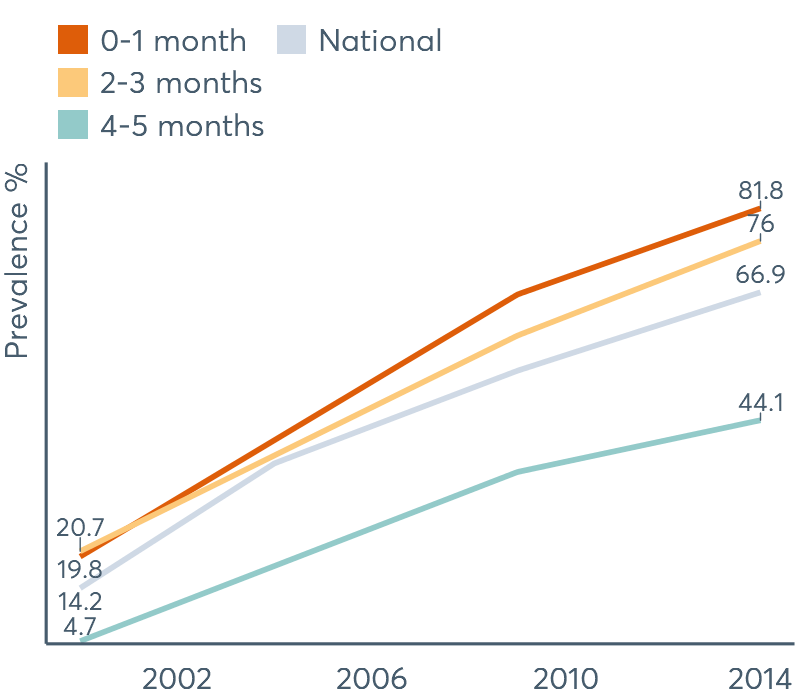 0-1 month National
2-3 months
4-5 months
Prevalence %
81.8
76
66.9
44.1
20.7
19.8
14.2
4.7
2002 2006 2010 2014